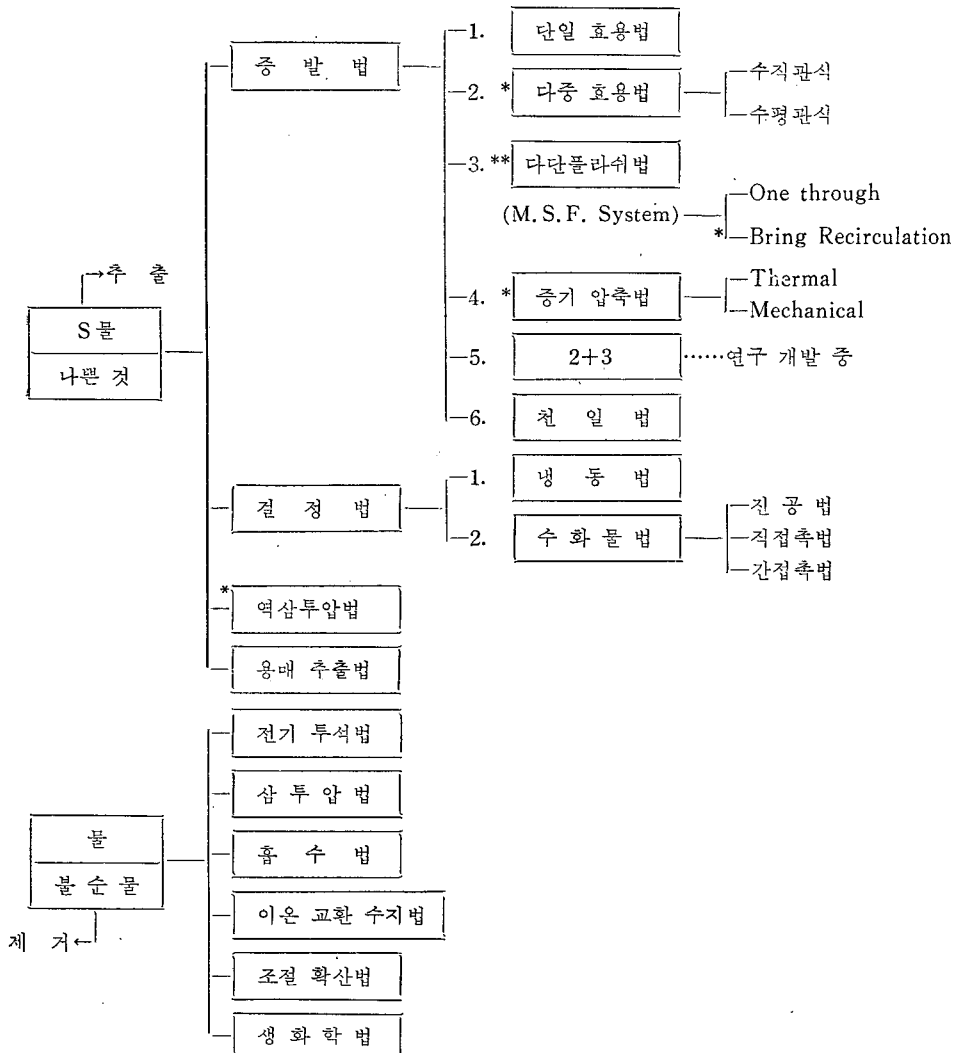 증 발 법
1. 단일 효용법
2. * 다중 효용법
수직관식
수평관식
3. ** 다단플라쉬법
(M. S. F. System)
One through
* Bring Recirculation
4. * 증기 압축법
Thermal
Mechanical
5. 2+3 ……연구 개발 중
6. 천 일 법
→추 출
S물
나쁜 것
결 정 법
1. 냉 동 법
2. 수 화 물 법
진 공 법
직접촉법
간접촉법
* 역삼투압법
용매 추출법
전기 투석법
삼 투 압 법
흡 수 법
이온 교환 수지법
조절 확산법
생 화 학 법
물
불 순 물
제 거←